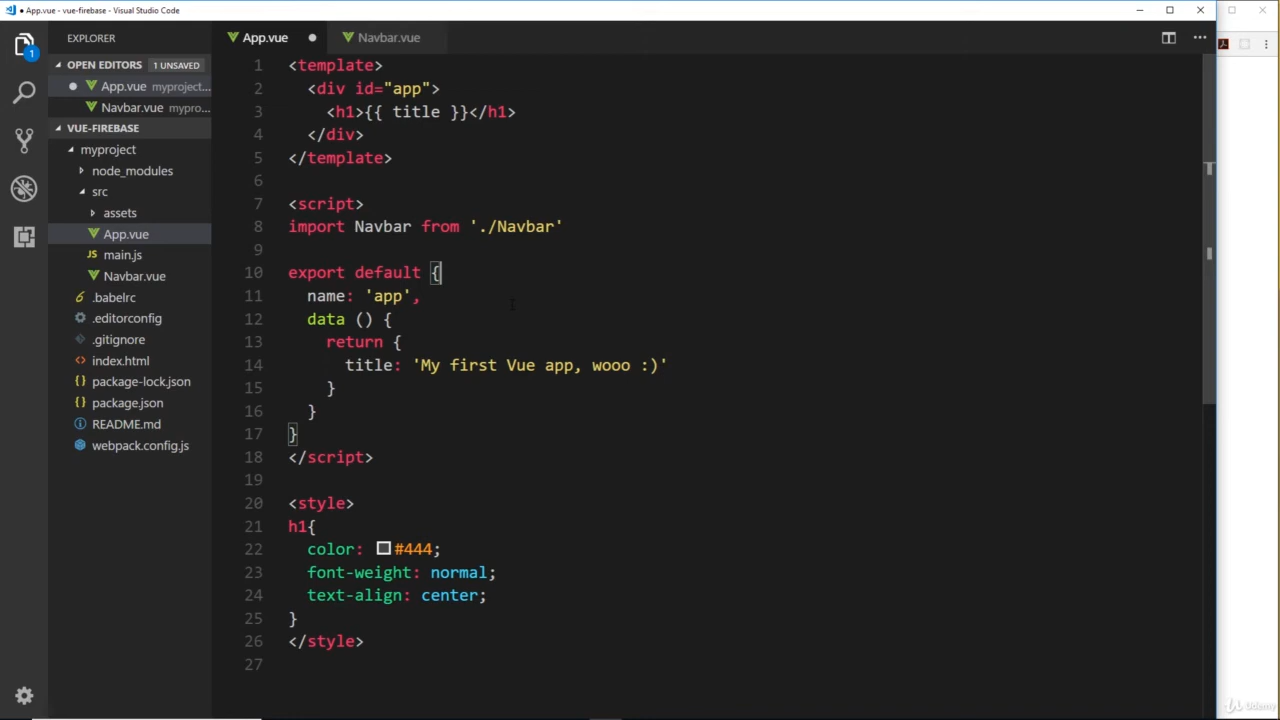 ● App.vue - vue-firebase - Visual Studio Code
EXPLORER
App.vue
Navbar.vue
OPEN EDITORS 1 UNSAVED
App.vue myproject...
Navbar.vue mypro...
VUE-FIREBASE
myproject
node_modules
src
assets
App.vue
JS main.js
Navbar.vue
.babelrc
.editorconfig
.gitignore
index.html
package-lock.json
package.json
README.md
webpack.config.js
1
1 <template>
2 <div id="app">
3 <h1>{{ title }}</h1>
4 </div>
5 </template>
6
7 <script>
8 import Navbar from './Navbar'
9
10 export default {
11 name: 'app',
12 data () {
13 return {
14 title: 'My first Vue app, wooo :)'
15 }
16 }
17 }
18 </script>
19
20 <style>
21 h1{
22 color: #444;
23 font-weight: normal;
24 text-align: center;
25 }
26 </style>
27
Udemy